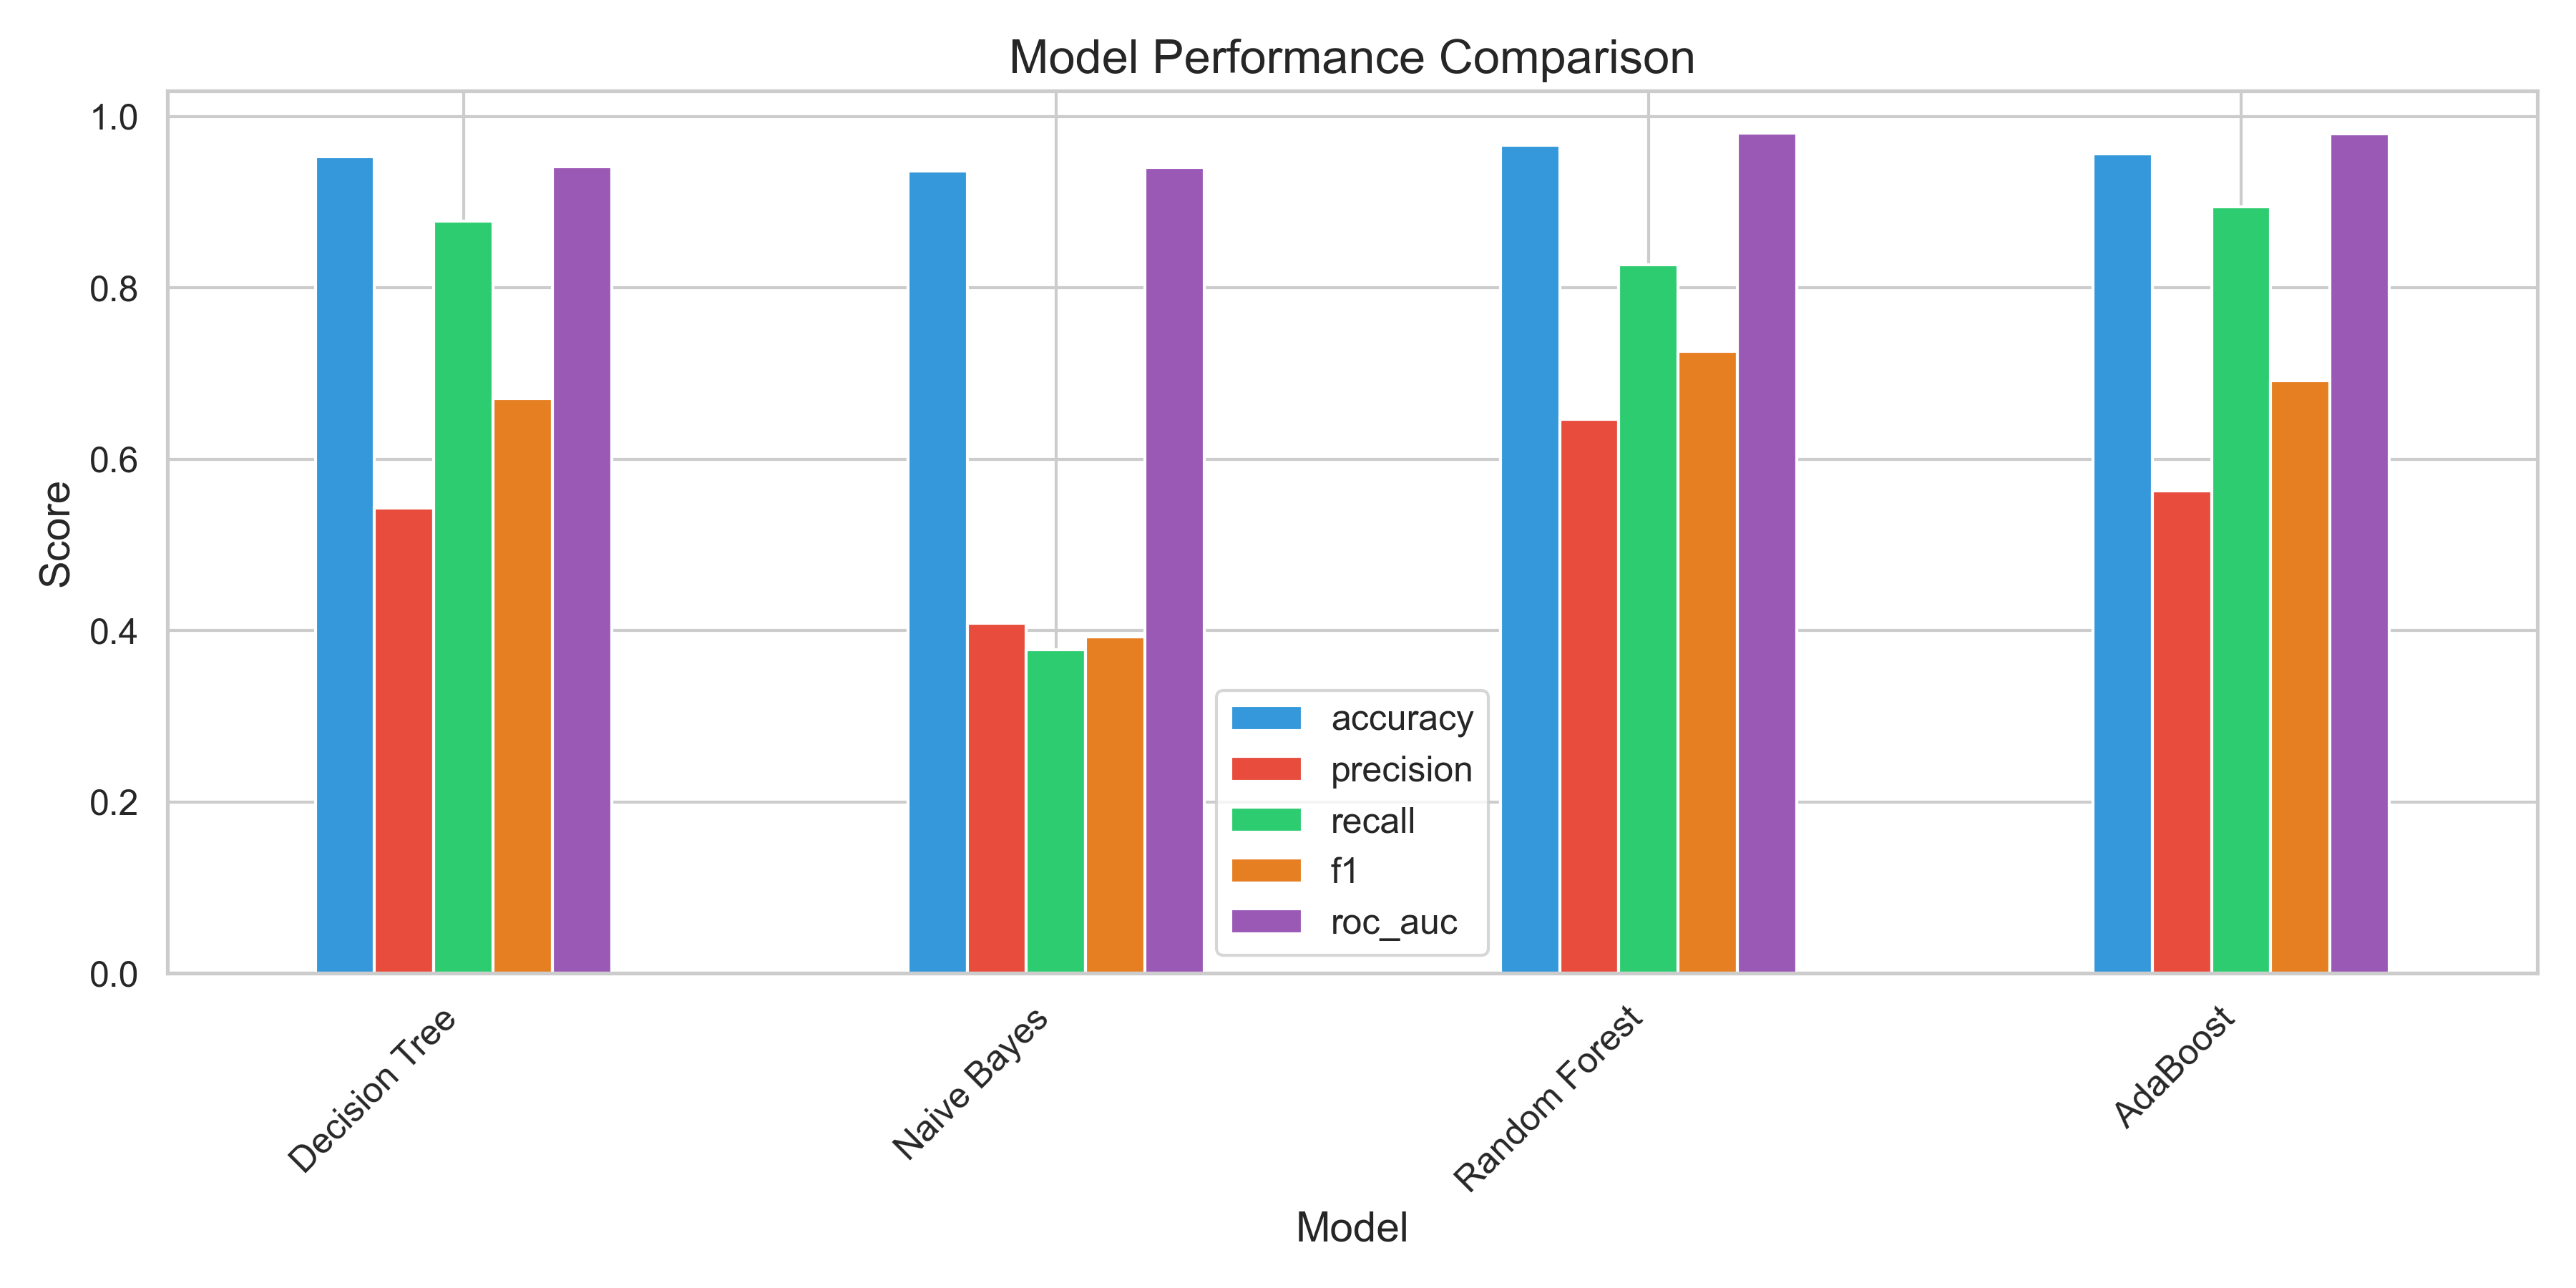 Model Performance Comparison
1.0
0.8
0.6
0.4
0.2
0.0
Score
accuracy
precision
recall
f1
roc_auc
Decision Tree
Naive Bayes
Random Forest
AdaBoost
Model